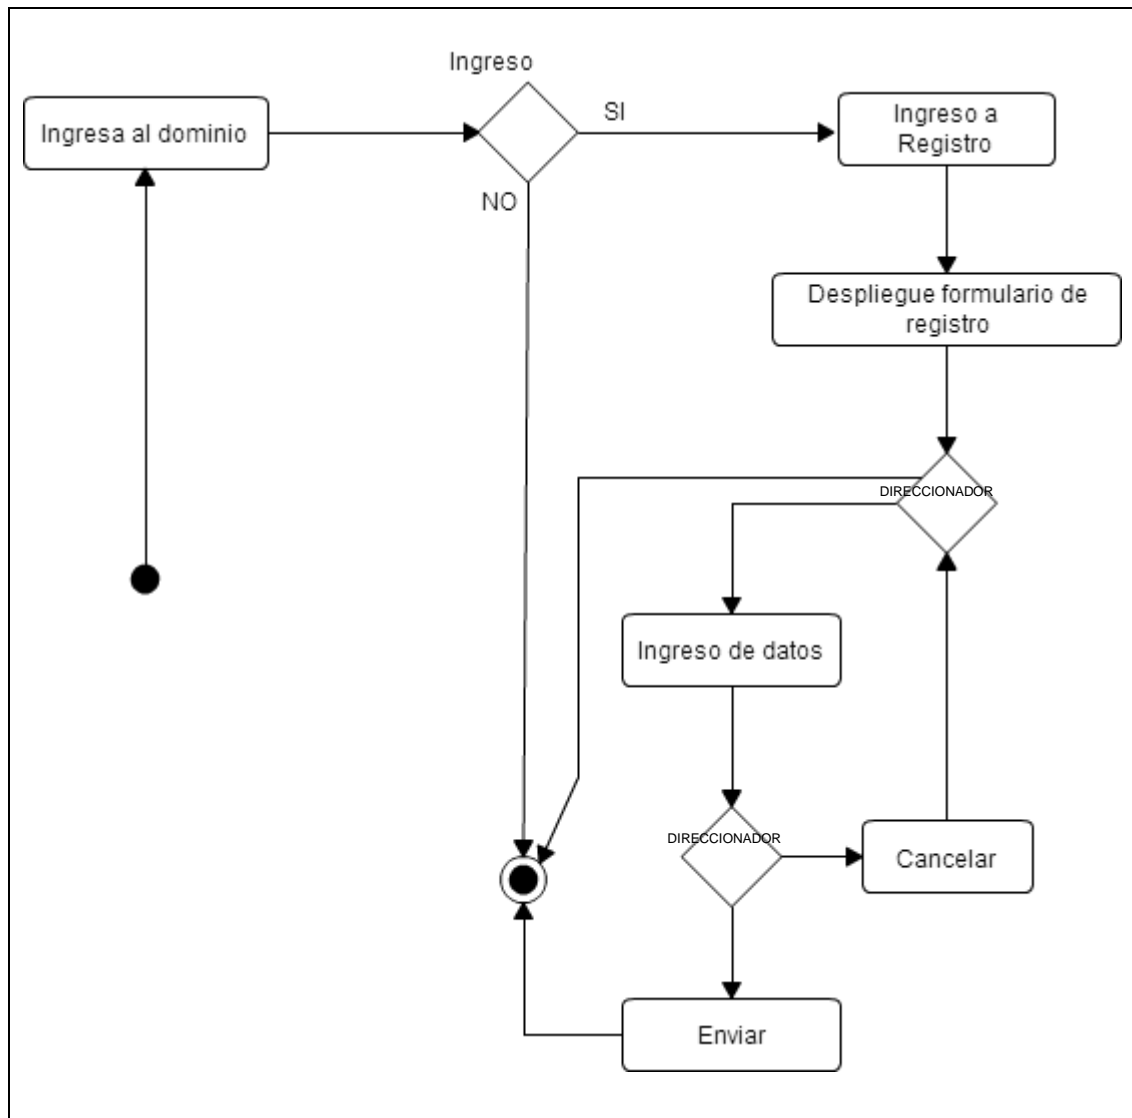 Ingreso
Ingresa al dominio
SI
Ingreso a
Registro
NO
Despliegue formulario de
registro
DIRECCIONADOR
Ingreso de datos
DIRECCIONADOR
Cancelar
Enviar